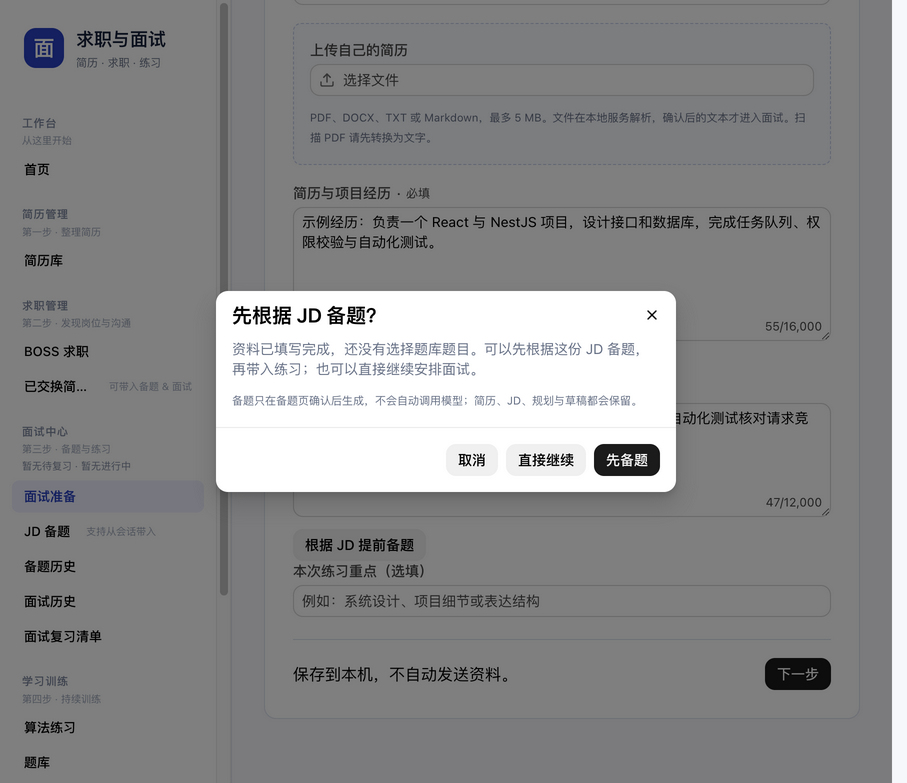 面
求职与面试
简历 · 求职 · 练习
工作台
从这里开始
首页
简历管理
第一步 · 整理简历
简历库
求职管理
第二步 · 发现岗位与沟通
BOSS 求职
已交换简...
可带入备题 & 面试
面试中心
第三步 · 备题与练习
暂无待复习 · 暂无进行中
面试准备
JD 备题
支持从会话带入
备题历史
面试历史
面试复习清单
学习训练
第四步 · 持续训练
算法练习
题库
上传自己的简历
选择文件
PDF、DOCX、TXT 或 Markdown，最多 5 MB。文件在本地服务解析，确认后的文本才进入面试。扫
描 PDF 请先转换为文字。
简历与项目经历 · 必填
示例经历：负责一个 React 与 NestJS 项目，设计接口和数据库，完成任务队列、权
限校验与自动化测试。
55/16,000
先根据 JD 备题?
资料已填写完成，还没有选择题库题目。可以先根据这份 JD 备题，
再带入练习；也可以直接继续安排面试。
备题只在备题页确认后生成，不会自动调用模型；简历、JD、规划与草稿都会保留。
取消
直接继续
先备题
自动化测试核对请求竞
47/12,000
根据 JD 提前备题
本次练习重点（选填）
例如：系统设计、项目细节或表达结构
保存到本机，不自动发送资料。
下一步